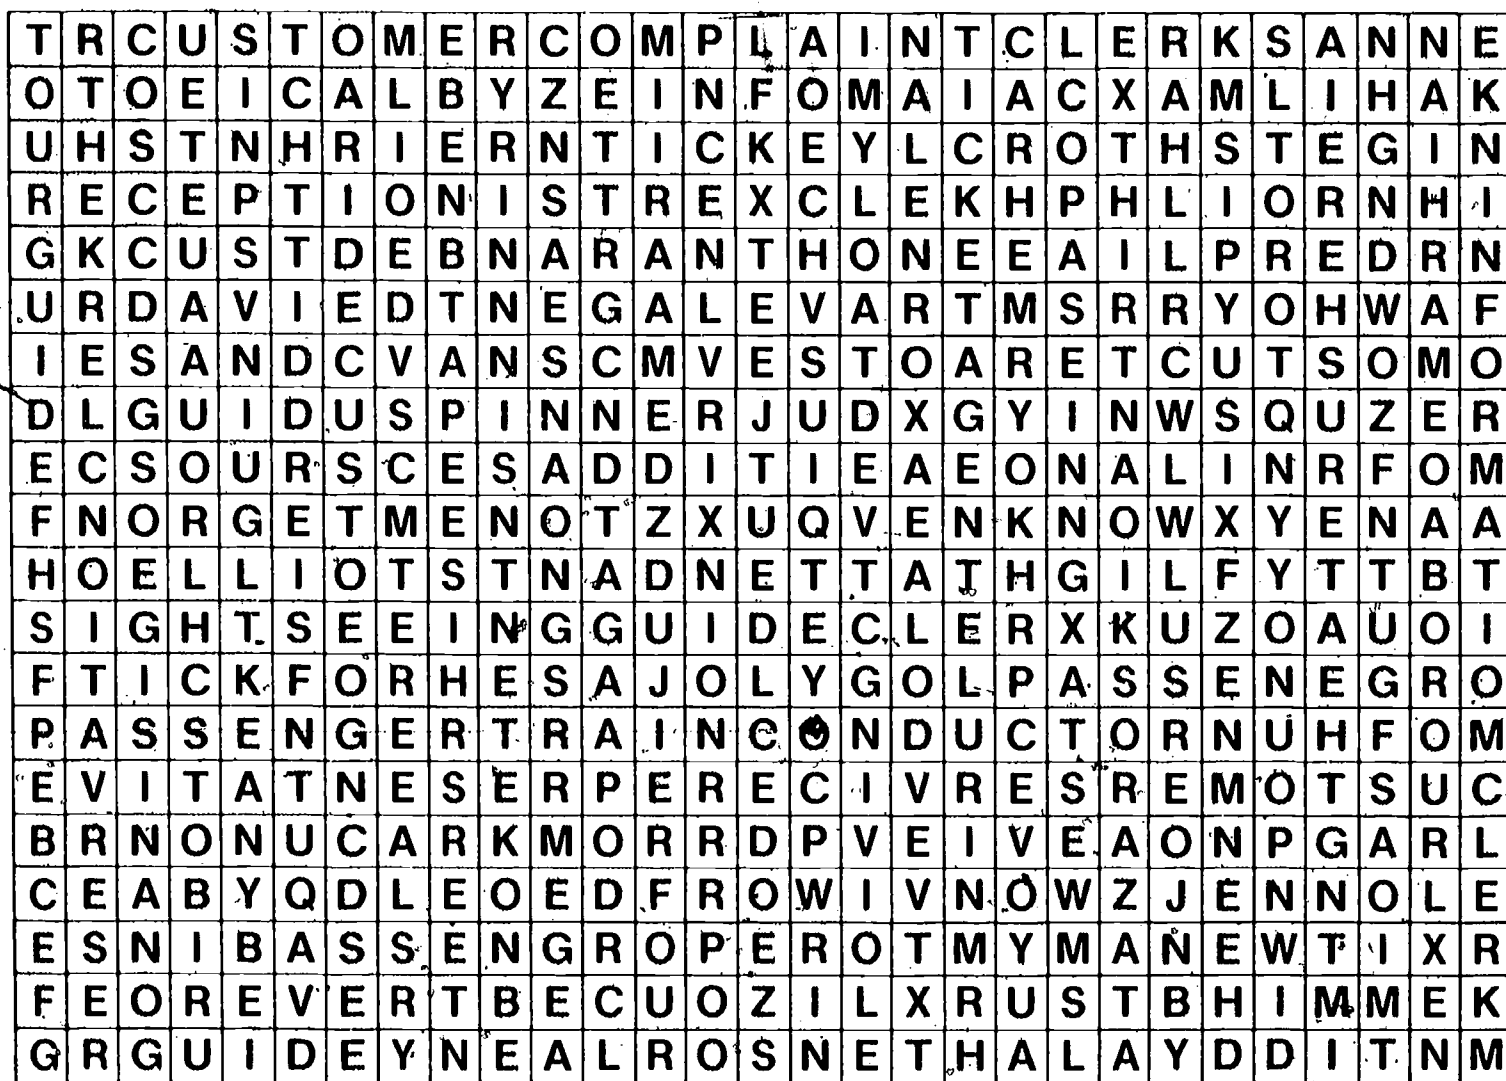 TRCUSTOMERCOMPLAINTCLERKSANNE
OTOEICALBYZEINFOMAIACXAMLIHAK
UHSTNHRIERNTICKEYLCROTHSTEGIN
RECEPTIONISTREXCLEKHPHLIORNHI
GKCUSTDEBNARANTHONEEAILPREDRN
URDAVIEDTNEGALEVARTMSRRYOHWAF
IESANDCVANSCMVESTOARETCUTSOMO
DLGUIDUSPINNERJUDXGYINWSQUZER
ECSOURSCESADDITIEAEONALINRFOM
FNORGETMENOTZXUQVENKNOWXYENAA
HOELLIOTSTNADNETTATHGILFYTTBT
SIGHTSEEINGGUIDECLERXKUZOAUOI
FTICKFORHESAJOLYGOLPASSENEGRO
PASSENGERTRAINCONDUCTORNUHFOM
EVITATNESERPERECIVRESREMOTSUC
BRNONUCARKMORRDPVEIVEAONPGARL
CEABYQDLEOEDFROWIVNOWZJENNOLE
ESNIBASSENGROPEROTMYMANEWTIXR
FEOREVERTBECUOZILXRUSTBHIMMEK
GRGUIDEYNEALROSNETHALAYDDITNM